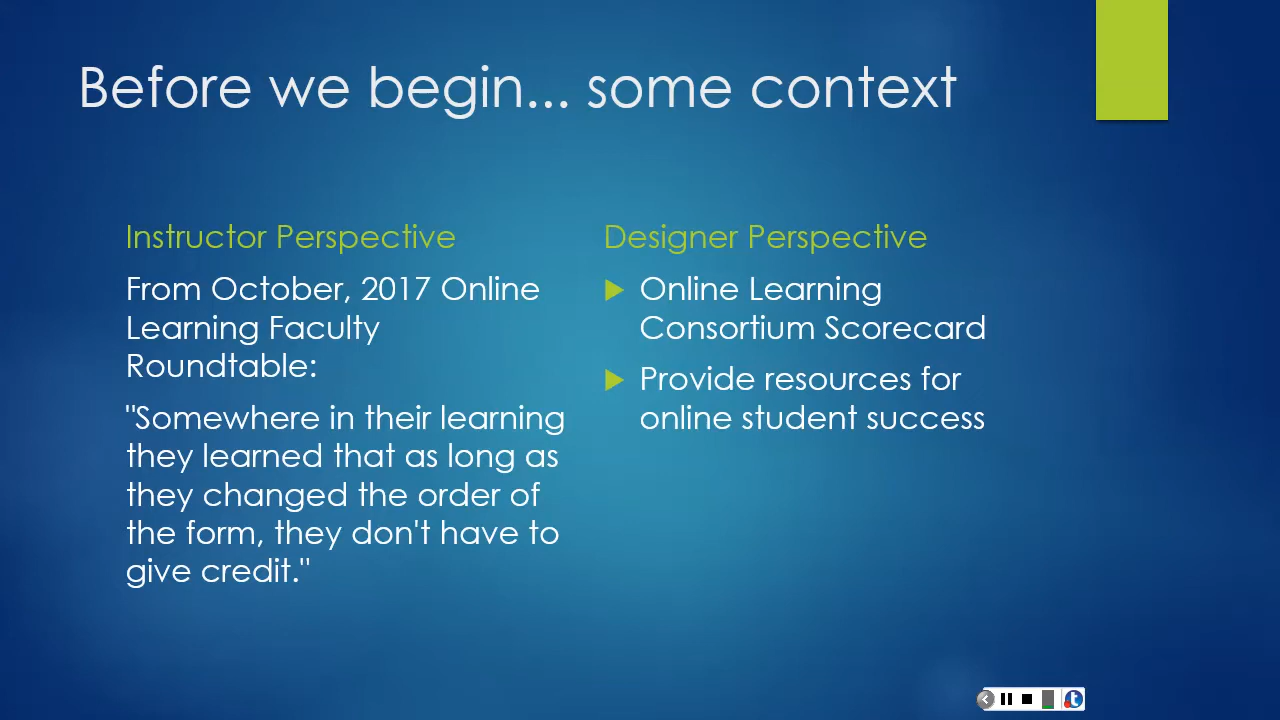 Before we begin... some context
Instructor Perspective
From October, 2017 Online
Learning Faculty
Roundtable:
"Somewhere in their learning
they learned that as long as
they changed the order of
the form, they don't have to
give credit."
Designer Perspective
Online Learning
Consortium Scorecard
Provide resources for
online student success